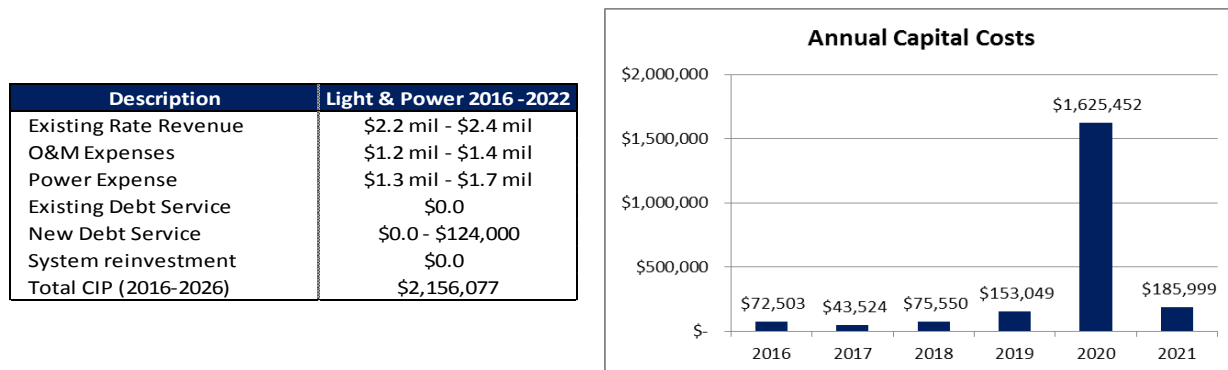 Description Light & Power 2016 -2022
Existing Rate Revenue $2.2 mil - $2.4 mil
O&M Expenses $1.2 mil - $1.4 mil
Power Expense $1.3 mil - $1.7 mil
Existing Debt Service $0.0
New Debt Service $0.0 - $124,000
System reinvestment $0.0
Total CIP (2016-2026) $2,156,077
Annual Capital Costs
$2,000,000
$1,500,000
$1,000,000
$500,000
$-
$72,503
$43,524
$75,550
$153,049
$1,625,452
$185,999
2016 2017 2018 2019 2020 2021